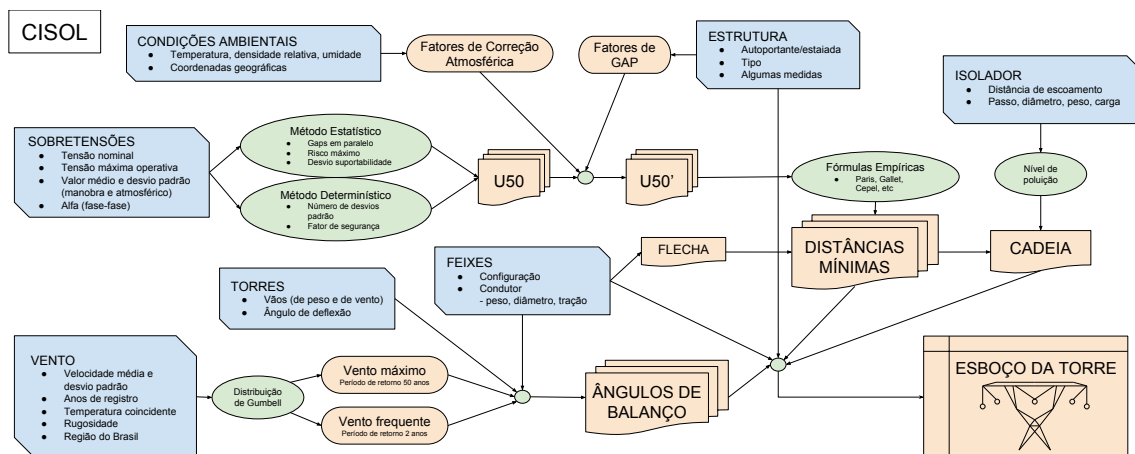 CISOL
CONDIÇÕES AMBIENTAIS
● Temperatura, densidade relativa, umidade
● Coordenadas geográficas
Fatores de Correção
Atmosférica
Fatores de
GAP
ESTRUTURA
● Autoportante/estaiada
● Tipo
● Algumas medidas
ISOLADOR
● Distância de escoamento
● Passo, diâmetro, peso, carga
SOBRETENSÕES
● Tensão nominal
● Tensão máxima operativa
● Valor médio e desvio padrão
(manobra e atmosférico)
● Alfa (fase-fase)
Método Estatístico
● Gaps em paralelo
● Risco máximo
● Desvio suportabilidade
Método Determinístico
● Número de desvios
padrão
● Fator de segurança
U50
U50'
Fórmulas Empíricas
● Paris, Gallet,
Cepel, etc
Nível de
poluição
FLECHA
DISTÂNCIAS
MÍNIMAS
CADEIA
FEIXES
● Configuração
● Condutor
- peso, diâmetro, tração
TORRES
● Vãos (de peso e de vento)
● Ângulo de deflexão
VENTO
● Velocidade média e
desvio padrão
● Anos de registro
● Temperatura coincidente
● Rugosidade
● Região do Brasil
Distribuição
de Gumbell
Vento máximo
Período de retorno 50 anos
Vento frequente
Período de retorno 2 anos
ÂNGULOS DE
BALANÇO
ESBOÇO DA TORRE